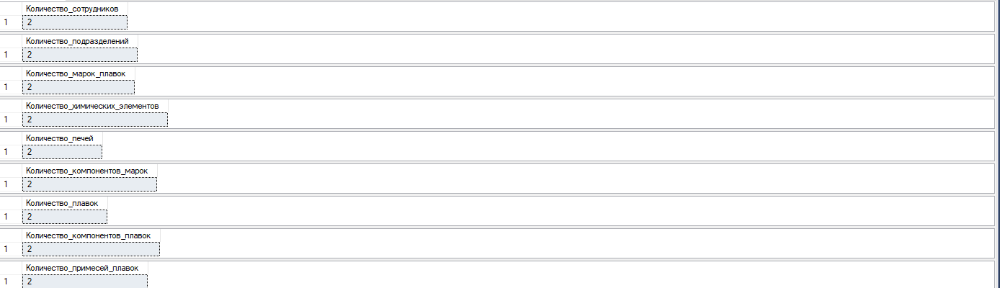 Количество_сотрудников
1 2
Количество_подразделений
1 2
Количество_марок_плавок
1 2
Количество_химических_элементов
1 2
Количество_печей
1 2
Количество_компонентов_марок
1 2
Количество_плавок
1 2
Количество_компонентов_плавок
1 2
Количество_примесей_плавок
1 2